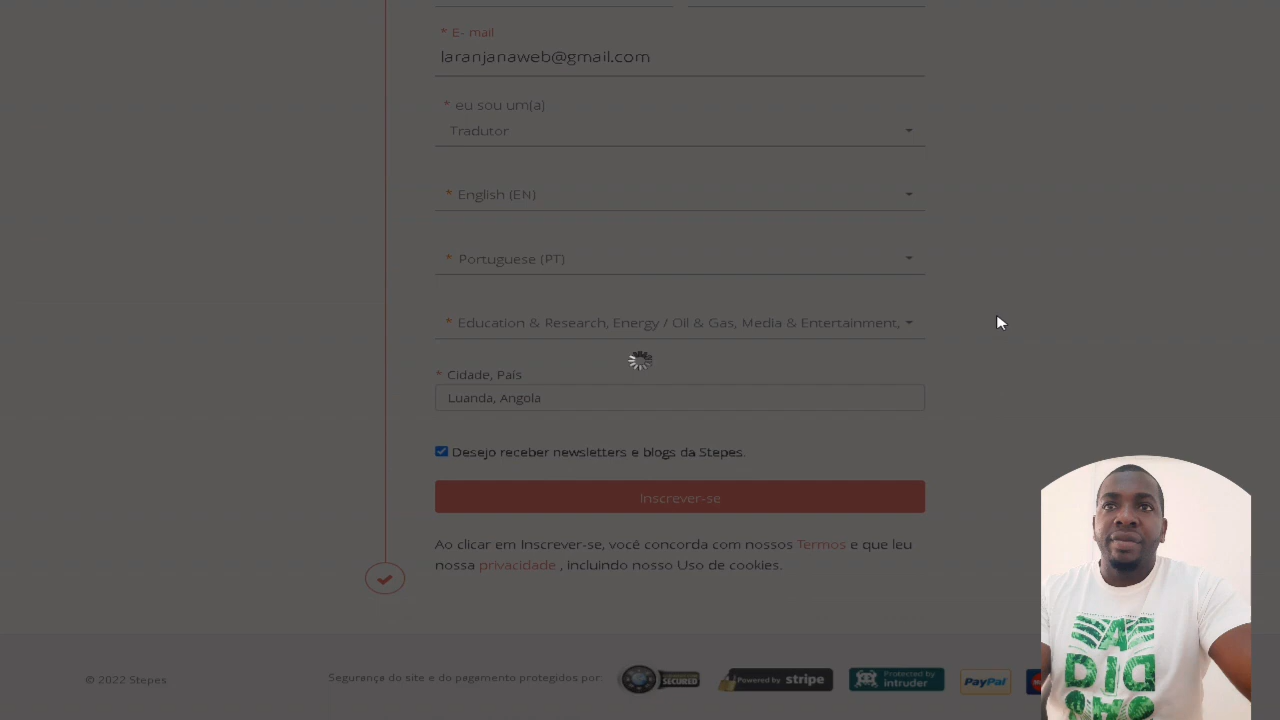 * E- mail
laranjanaweb@gmail.com
* eu sou um(a)
Tradutor
* English (EN)
* Portuguese (PT)
* Education & Research, Energy / Oil & Gas, Media & Entertainment,
* Cidade, País
Luanda, Angola
Desejo receber newsletters e blogs da Stepes.
Inscrever-se
Ao clicar em Inscrever-se, você concorda com nossos Termos e que leu
nossa privacidade , incluindo nosso Uso de cookies.
© 2022 Stepes
Segurança do site e do pagamento protegidos por:
SECURED
Powered by stripe
Protected by
intruder
PayPal